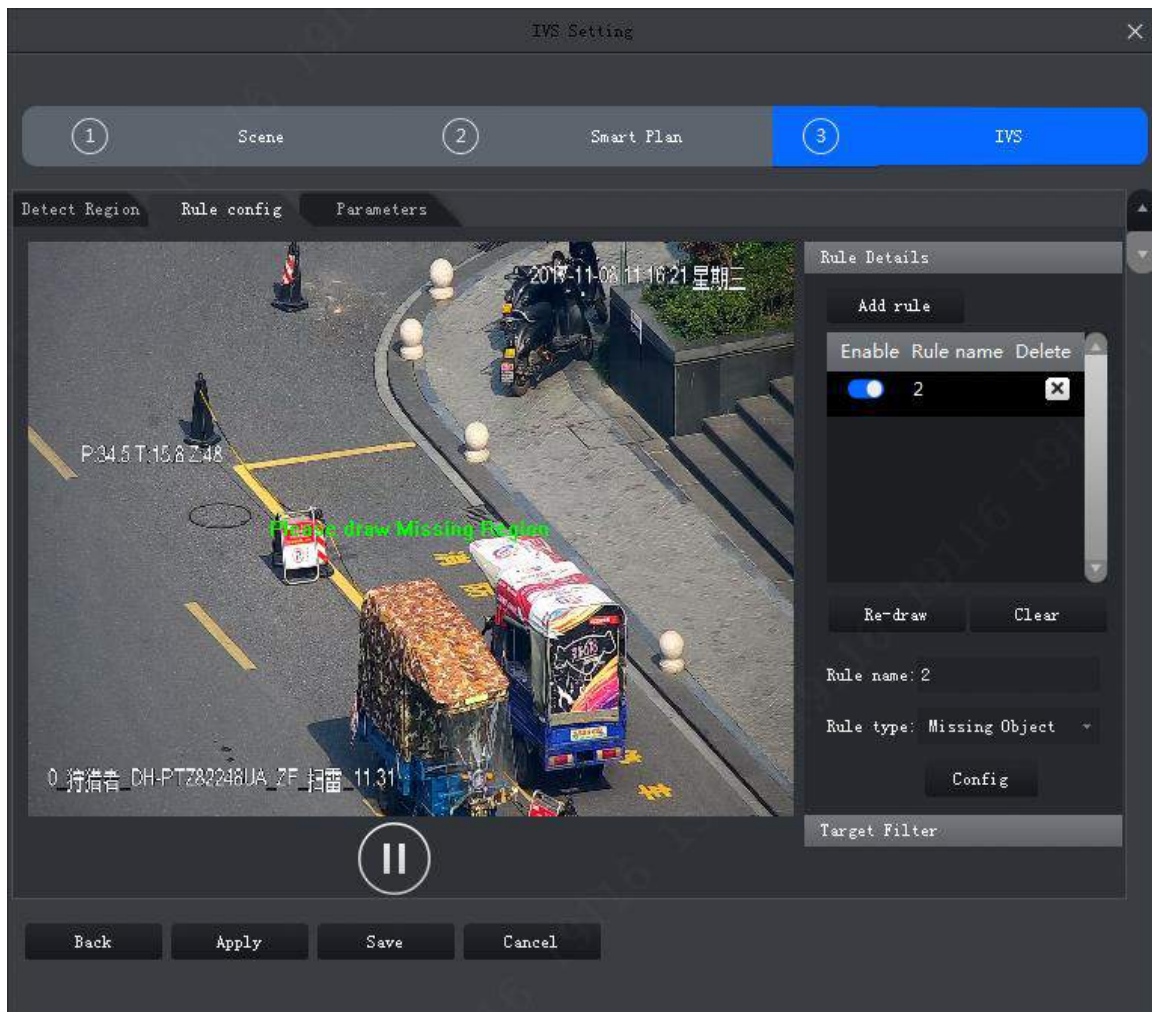 IVS Setting
1 Scene 2 Smart Plan 3 IVS
Detect Region Rule config Parameters
Rule Details
2017-11-08 11:16:21 星期三
Add rule
Enable Rule name Delete
2
P:34.5 T:15.8 Z:48
Please draw Missing Region
Re-draw Clear
Rule name: 2
Rule type: Missing Object
0_狩猎者_DH-PTZ82248UA_ZF_扫雷_11.31
Config
Target Filter
Back Apply Save Cancel